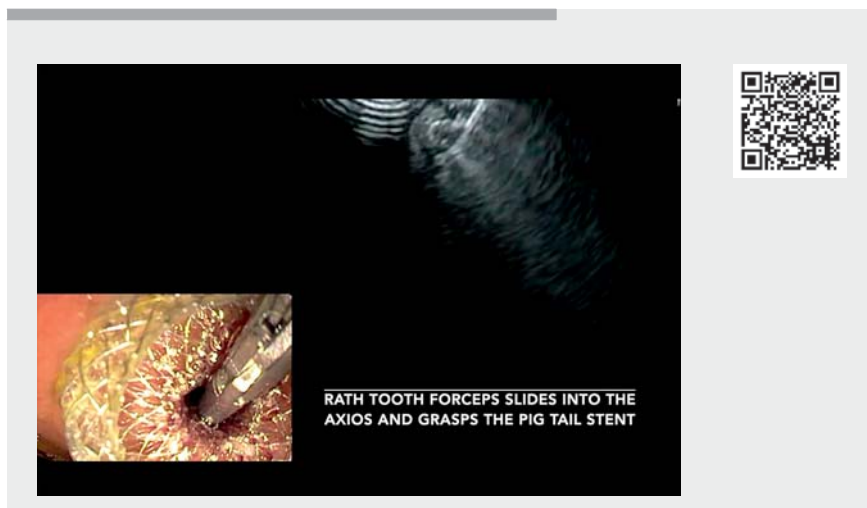 RATH TOOTH FORCEPS SLIDES INTO THE
AXIOS AND GRASPS THE PIG TAIL STENT